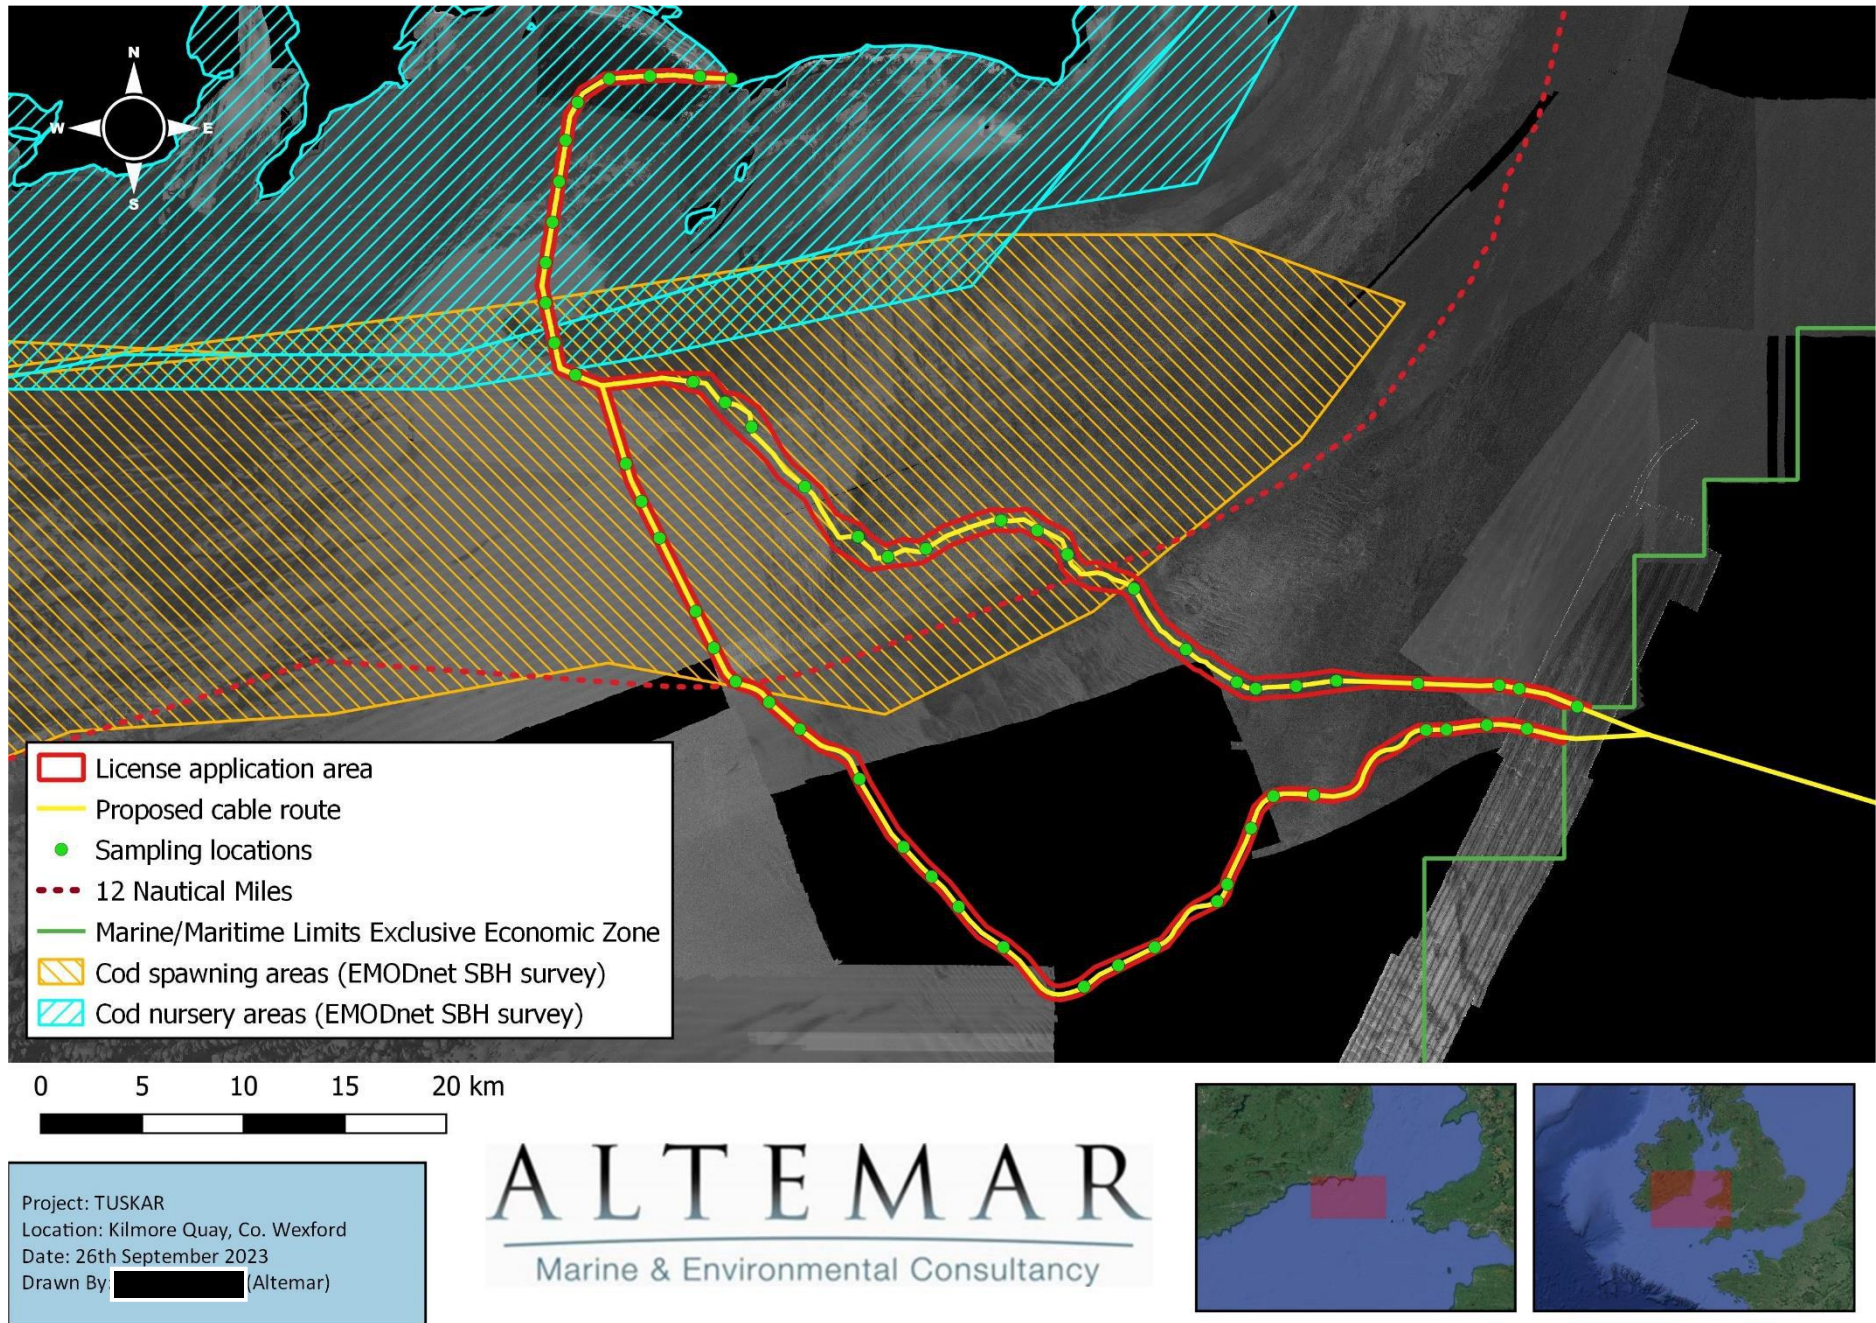 N
W
E
S
License application area
Proposed cable route
Sampling locations
12 Nautical Miles
Marine/Maritime Limits Exclusive Economic Zone
Cod spawning areas (EMODnet SBH survey)
Cod nursery areas (EMODnet SBH survey)
0 5 10 15 20 km
Project: TUSKAR
Location: Kilmore Quay, Co. Wexford
Date: 26th September 2023
Drawn By: (Altemar)
ALTEMAR
Marine & Environmental Consultancy